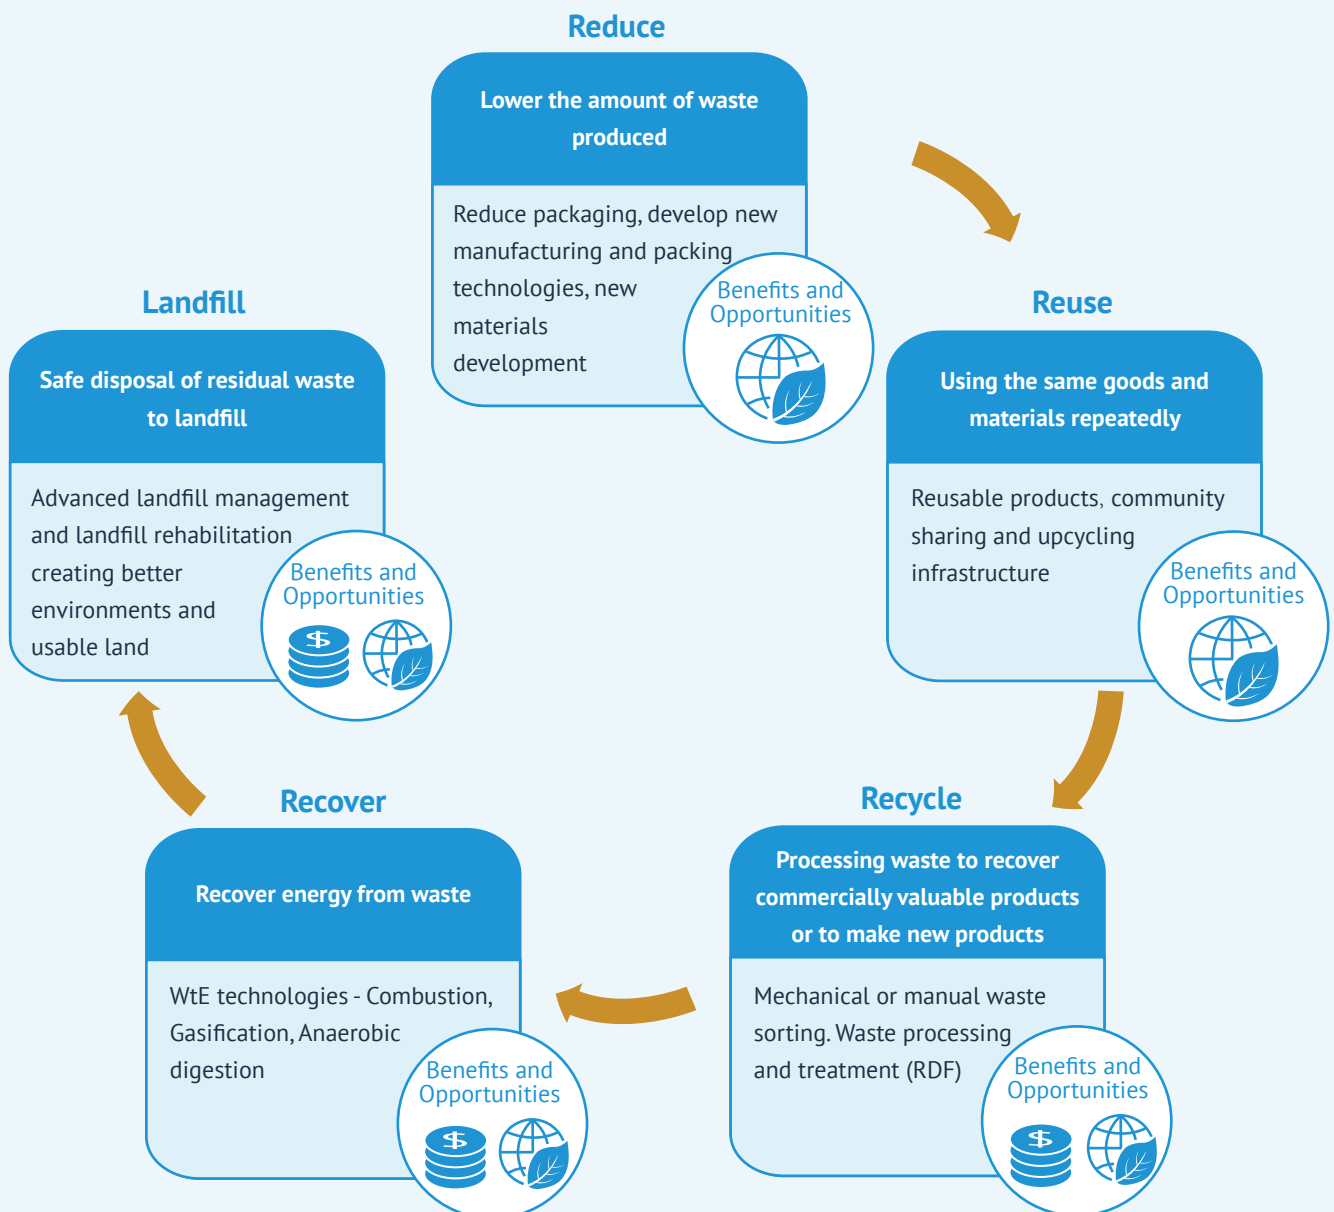 Reduce
Lower the amount of waste
produced
Reduce packaging, develop new
manufacturing and packing
technologies, new
materials
development
Benefits and
Opportunities
Reuse
Using the same goods and
materials repeatedly
Reusable products, community
sharing and upcycling
infrastructure
Benefits and
Opportunities
Recycle
Processing waste to recover
commercially valuable products
or to make new products
Mechanical or manual waste
sorting. Waste processing
and treatment (RDF)
Benefits and
Opportunities
$
Recover
Recover energy from waste
WtE technologies - Combustion,
Gasification, Anaerobic
digestion
Benefits and
Opportunities
$
Landfill
Safe disposal of residual waste
to landfill
Advanced landfill management
and landfill rehabilitation
creating better
environments and
usable land
Benefits and
Opportunities
$